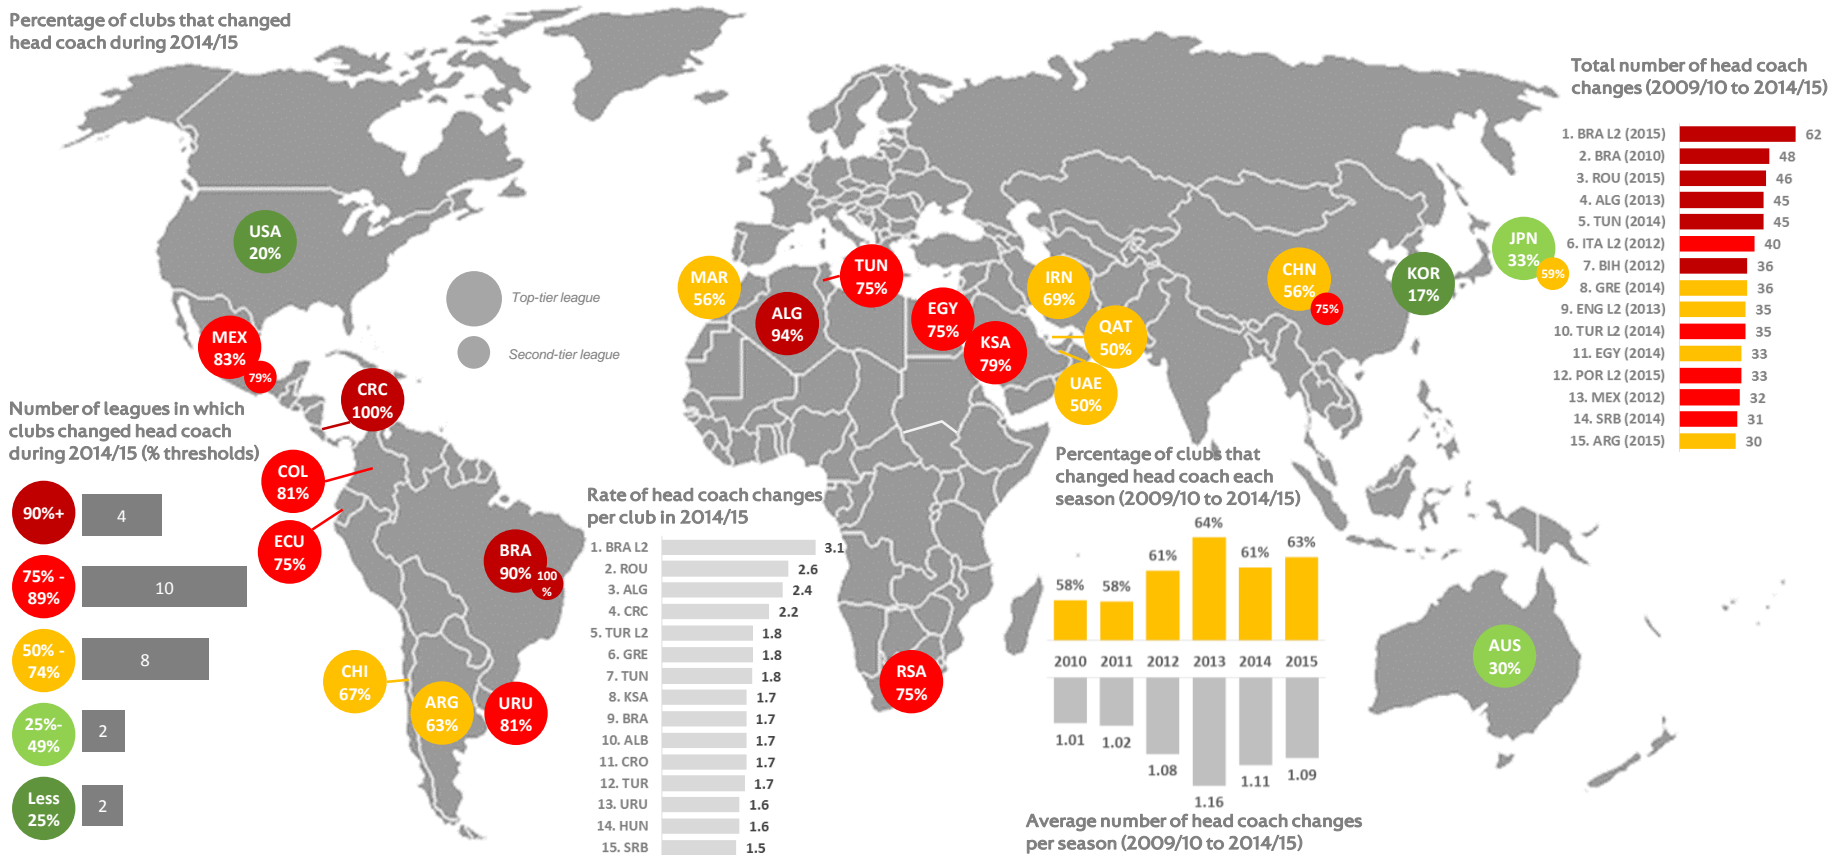 Percentage of clubs that changed
head coach during 2014/15
USA
20%
MEX
83%
79%
CRC
100%
COL
81%
ECU
75%
BRA
90%
100
%
CHI
67%
ARG
63%
URU
81%
Top-tier league
Second-tier league
MAR
56%
ALG
94%
TUN
75%
EGY
75%
KSA
79%
IRN
69%
QAT
50%
UAE
50%
RSA
75%
CHN
56%
75%
KOR
17%
JPN
33%
59%
AUS
30%
Number of leagues in which
clubs changed head coach
during 2014/15 (% thresholds)
90%+
4
75% -
89%
10
50% -
74%
8
25%-
49%
2
Less
25%
2
Rate of head coach changes
per club in 2014/15
1. BRA L2 3.1
2. ROU 2.6
3. ALG 2.4
4. CRC 2.2
5. TUR L2 1.8
6. GRE 1.8
7. TUN 1.8
8. KSA 1.7
9. BRA 1.7
10. ALB 1.7
11. CRO 1.7
12. TUR 1.7
13. URU 1.6
14. HUN 1.6
15. SRB 1.5
Percentage of clubs that
changed head coach each
season (2009/10 to 2014/15)
58% 58% 61% 64% 61% 63%
2010 2011 2012 2013 2014 2015
1.01 1.02 1.08 1.16 1.11 1.09
Average number of head coach changes
per season (2009/10 to 2014/15)
Total number of head coach
changes (2009/10 to 2014/15)
1. BRA L2 (2015) 62
2. BRA (2010) 48
3. ROU (2015) 46
4. ALG (2013) 45
5. TUN (2014) 45
6. ITA L2 (2012) 40
7. BIH (2012) 36
8. GRE (2014) 36
9. ENG L2 (2013) 35
10. TUR L2 (2014) 35
11. EGY (2014) 33
12. POR L2 (2015) 33
13. MEX (2012) 32
14. SRB (2014) 31
15. ARG (2015) 30